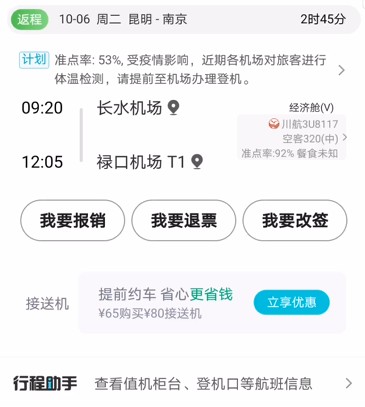 返程 10-06 周二 昆明 - 南京 2时45分
计划 准点率: 53%, 受疫情影响，近期各机场对旅客进行
体温检测，请提前至机场办理登机。
09:20 长水机场 经济舱(V)
川航3U8117
空客320(中)
12:05 禄口机场 T1 准点率:92% 餐食未知
我要报销 我要退票 我要改签
接送机 提前约车 省心更省钱 立享优惠
¥65购买¥80接送机
行程助手 查看值机柜台、登机口等航班信息